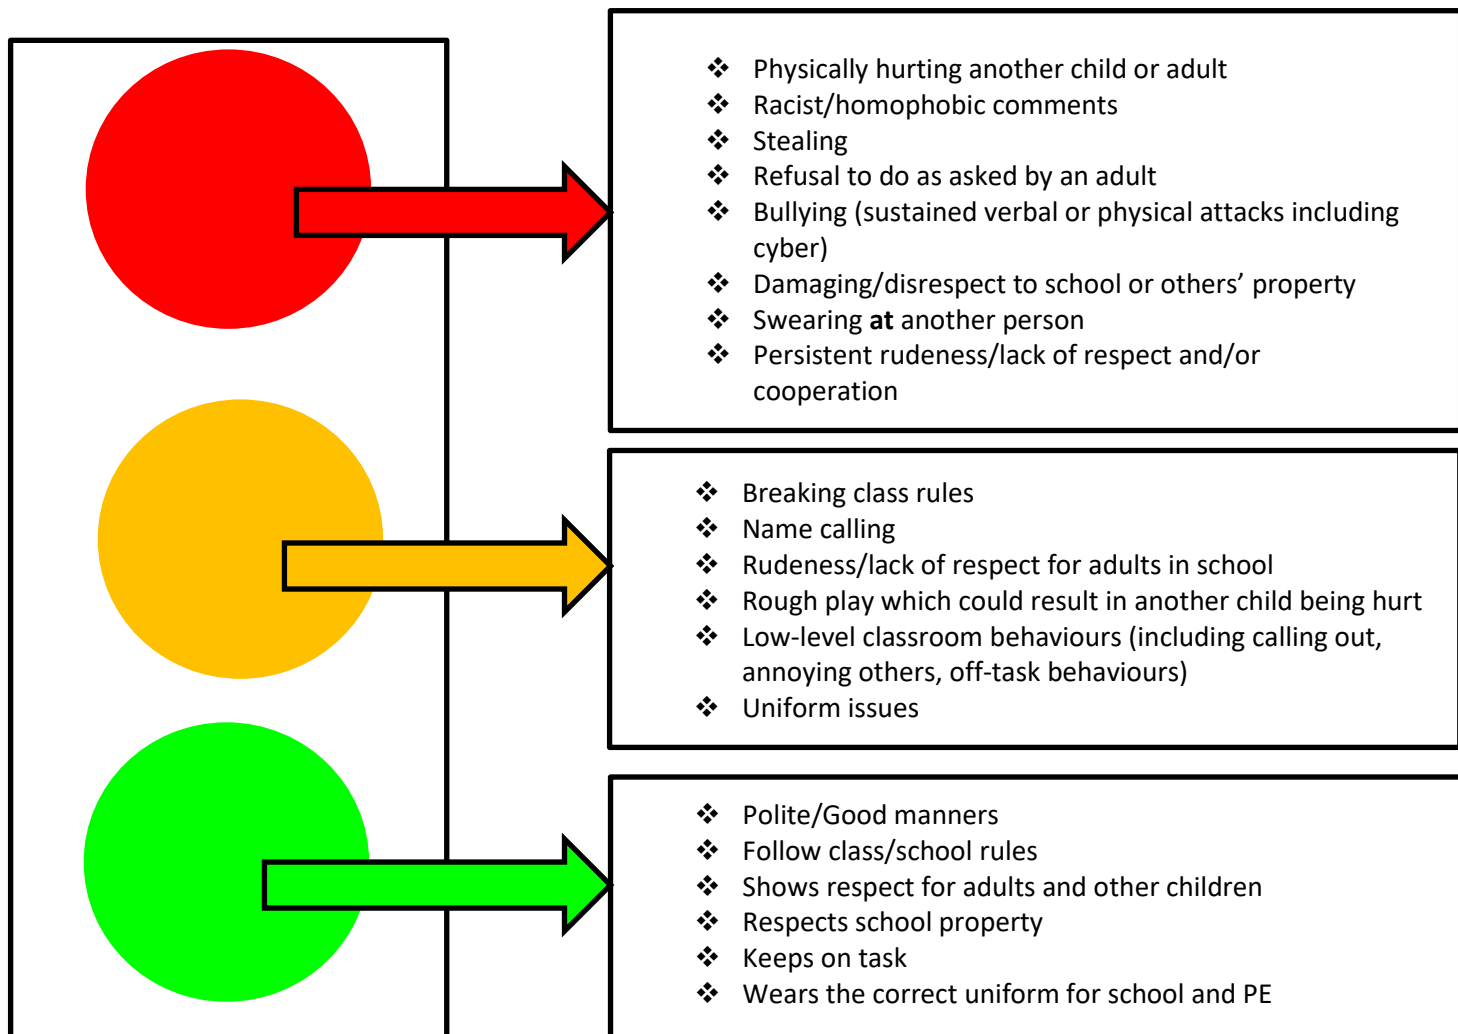 ❖ Physically hurting another child or adult
❖ Racist/homophobic comments
❖ Stealing
❖ Refusal to do as asked by an adult
❖ Bullying (sustained verbal or physical attacks including
cyber)
❖ Damaging/disrespect to school or others’ property
❖ Swearing at another person
❖ Persistent rudeness/lack of respect and/or
cooperation
❖ Breaking class rules
❖ Name calling
❖ Rudeness/lack of respect for adults in school
❖ Rough play which could result in another child being hurt
❖ Low-level classroom behaviours (including calling out,
annoying others, off-task behaviours)
❖ Uniform issues
❖ Polite/Good manners
❖ Follow class/school rules
❖ Shows respect for adults and other children
❖ Respects school property
❖ Keeps on task
❖ Wears the correct uniform for school and PE